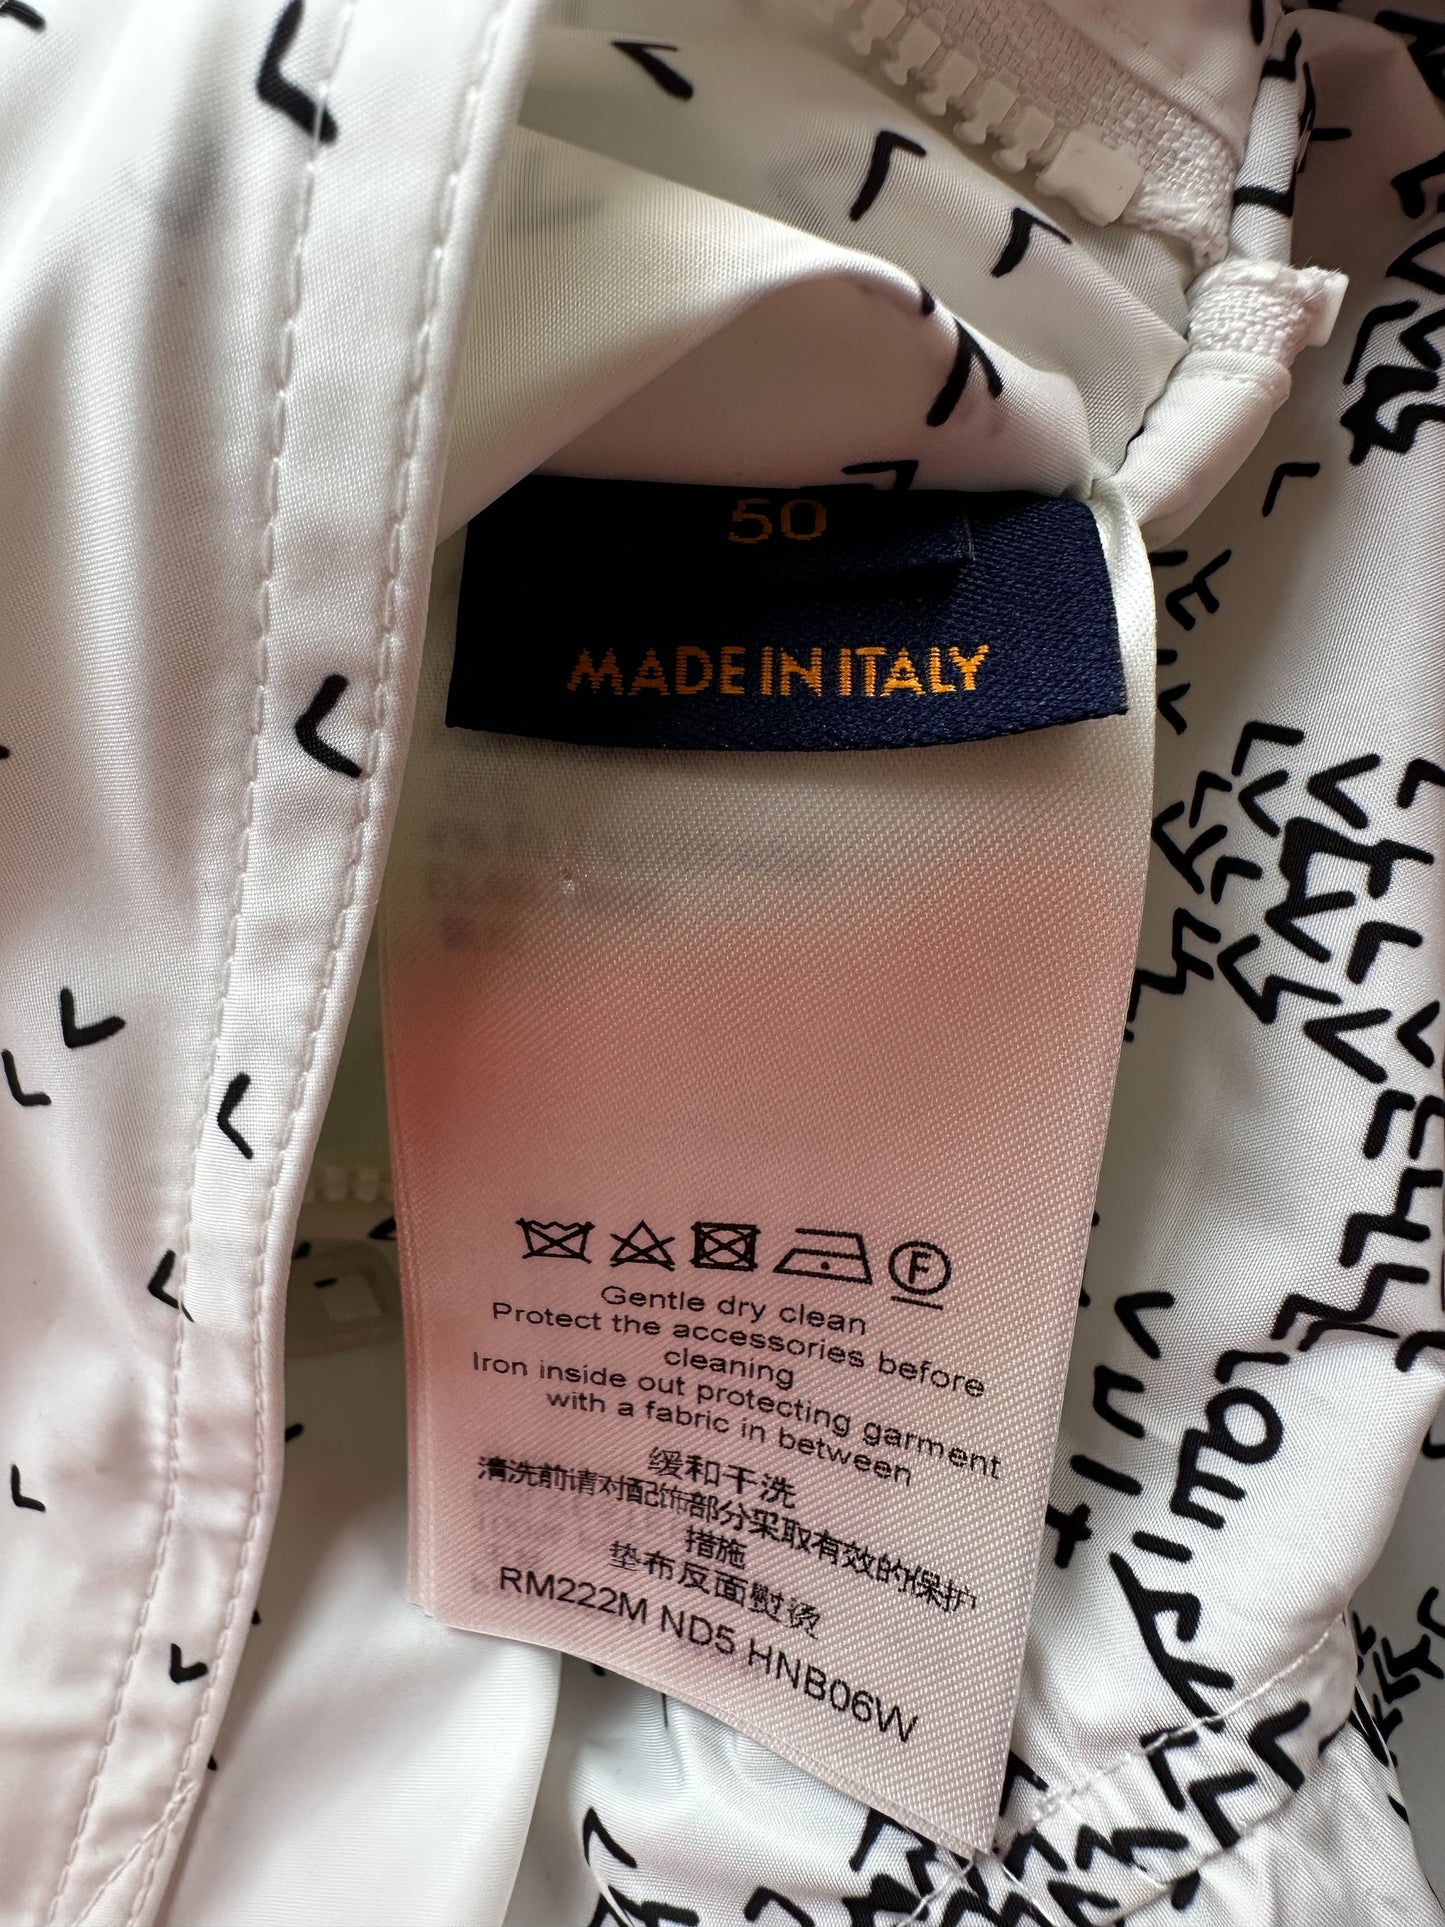 50
MADE IN ITALY
F
Gentle dry clean
Protect the accessories before
cleaning
Iron inside out protecting garment
with a fabric in between
缓和干洗
清洗前请对配饰部分采取有效的保护
措施
垫布反面熨烫
RM222M ND5 HNB06W